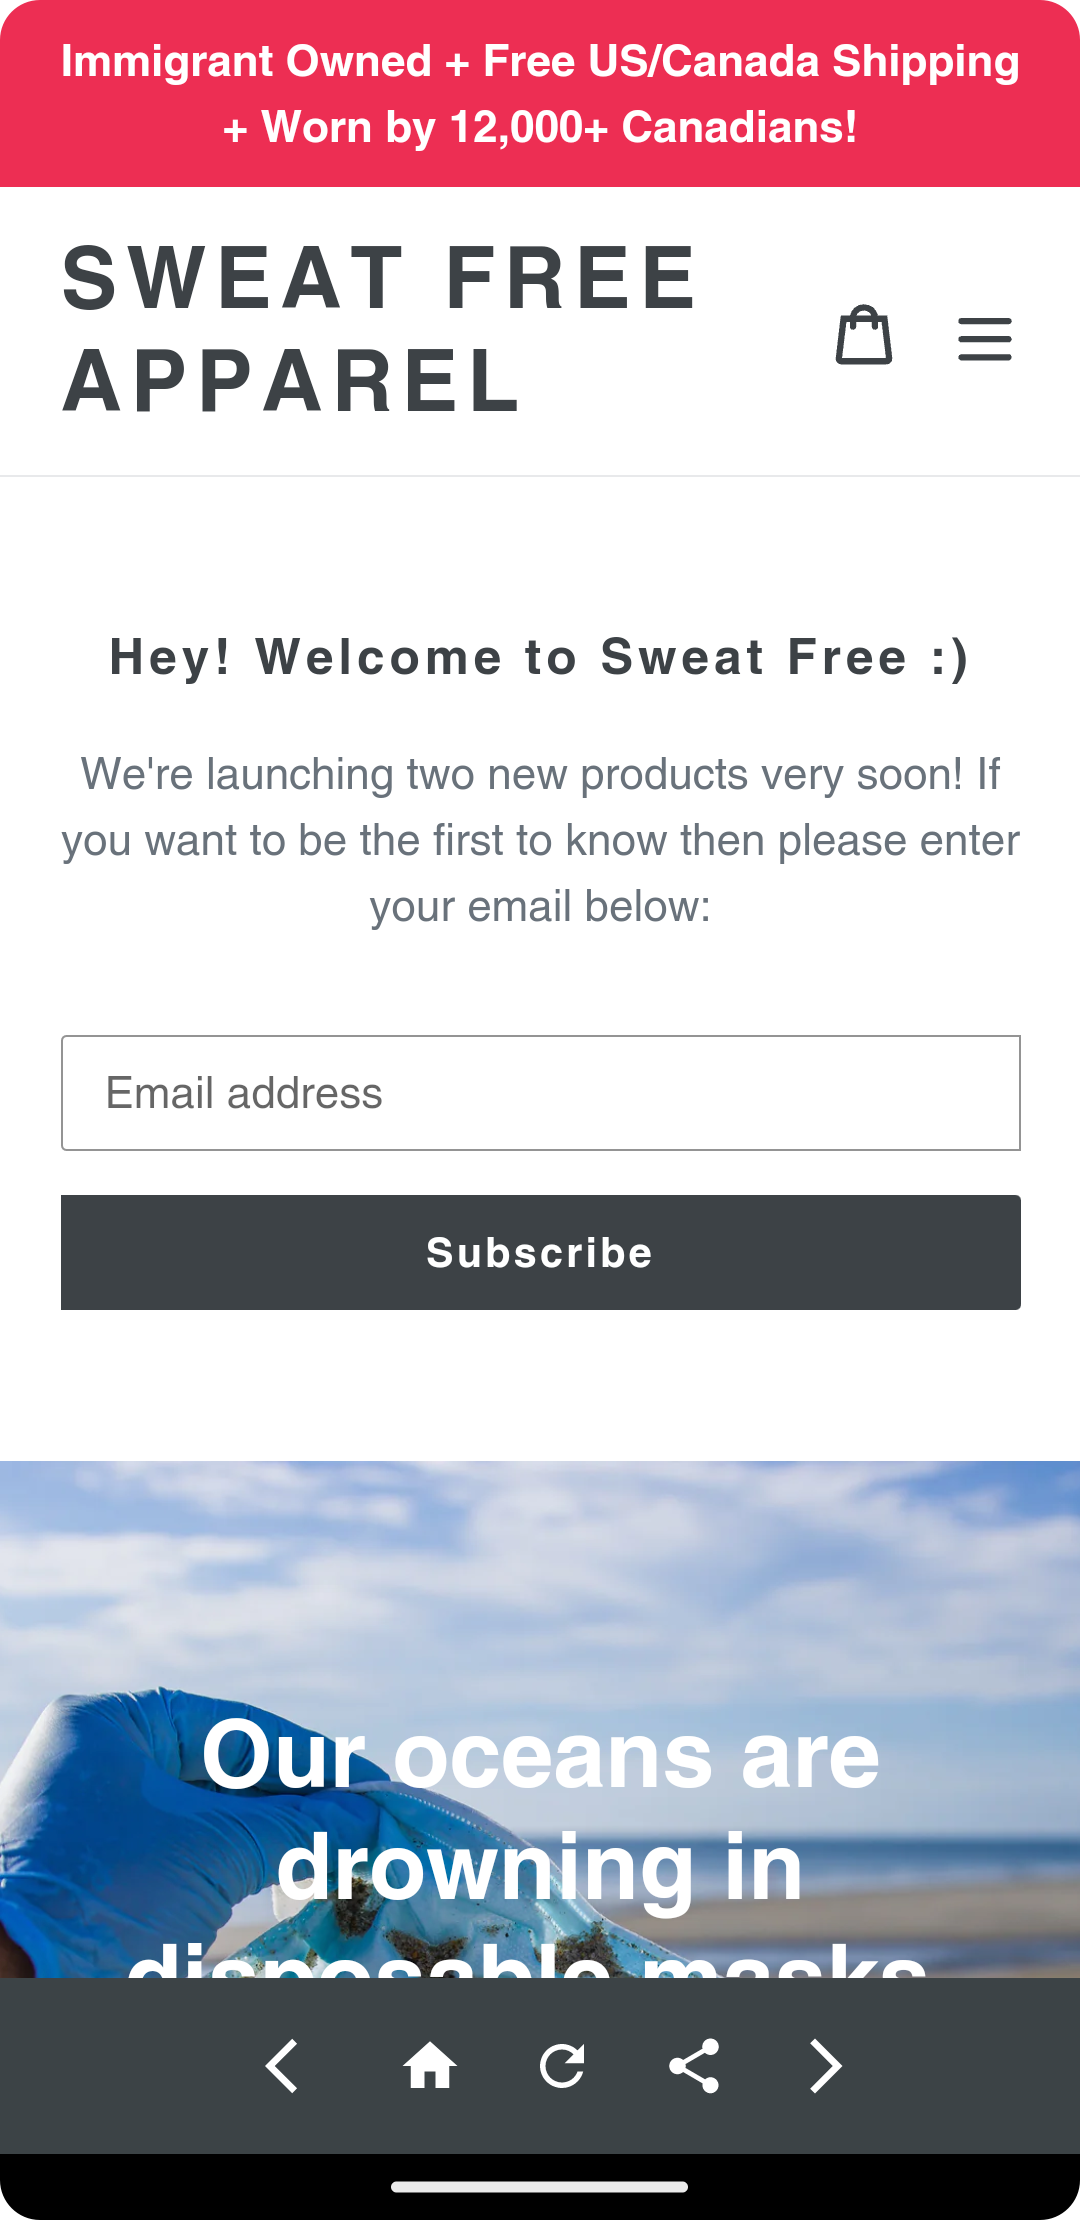 Immigrant Owned + Free US/Canada Shipping
+ Worn by 12,000+ Canadians!
SWEAT FREE
APPAREL
Hey! Welcome to Sweat Free :)
We're launching two new products very soon! If
you want to be the first to know then please enter
your email below:
Email address
Subscribe
Our oceans are
drowning in
disposable masks